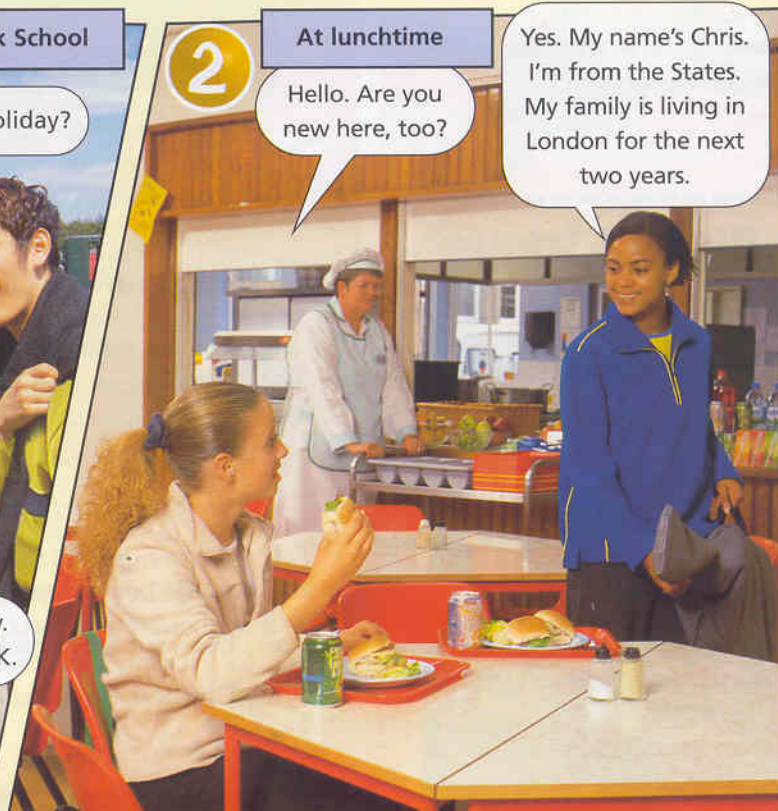 k School
oliday?
2
At lunchtime
Hello. Are you
new here, too?
Yes. My name's Chris.
I'm from the States.
My family is living in
London for the next
two years.
K.